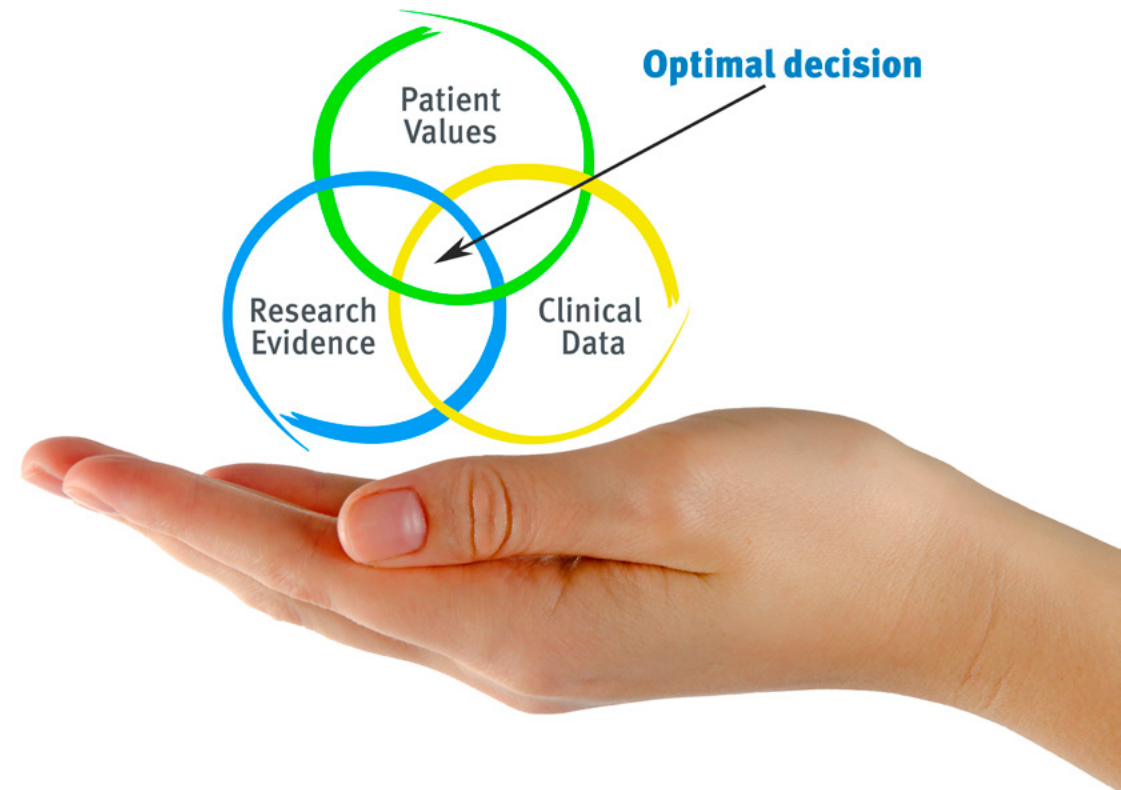 Optimal decision
Patient
Values
Research
Evidence
Clinical
Data